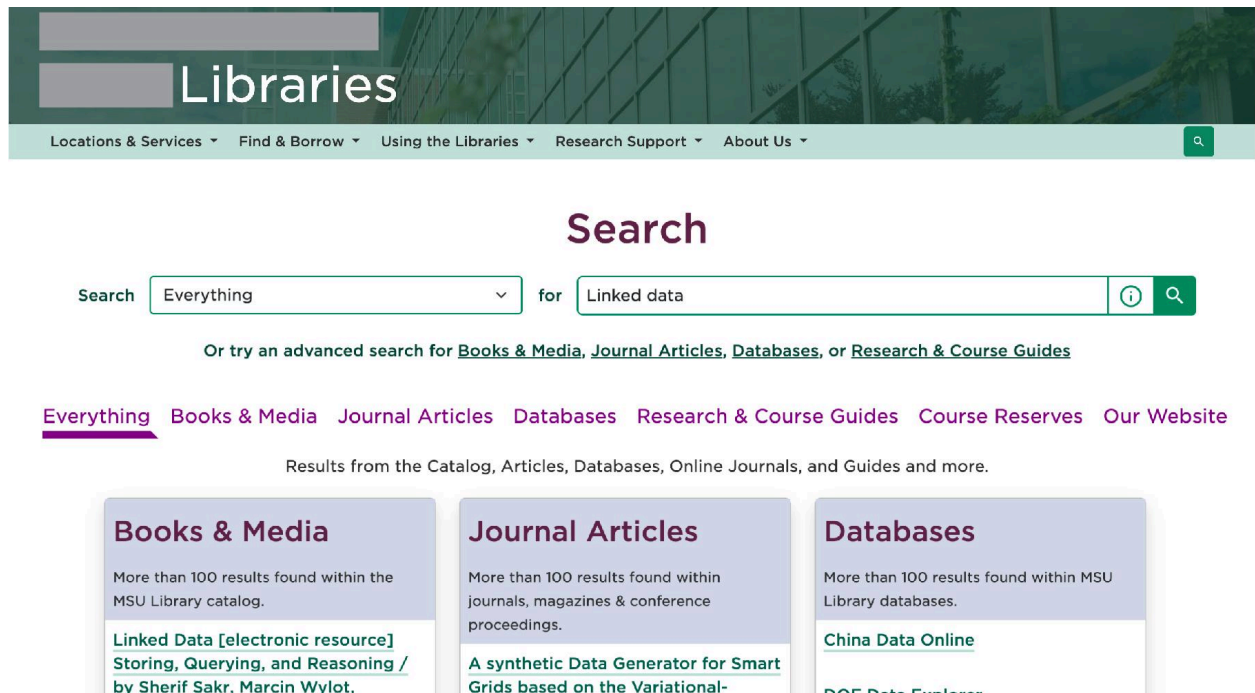 Libraries
Locations & Services Find & Borrow Using the Libraries Research Support About Us
Search
Search Everything for Linked data
Or try an advanced search for Books & Media, Journal Articles, Databases, or Research & Course Guides
Everything Books & Media Journal Articles Databases Research & Course Guides Course Reserves Our Website
Results from the Catalog, Articles, Databases, Online Journals, and Guides and more.
Books & Media
More than 100 results found within the
MSU Library catalog.
Linked Data [electronic resource]
Storing, Querying, and Reasoning /
by Sherif Sakr, Marcin Wylot,
Journal Articles
More than 100 results found within
journals, magazines & conference
proceedings.
A synthetic Data Generator for Smart
Grids based on the Variational-
Databases
More than 100 results found within MSU
Library databases.
China Data Online
DOE Data Explorer